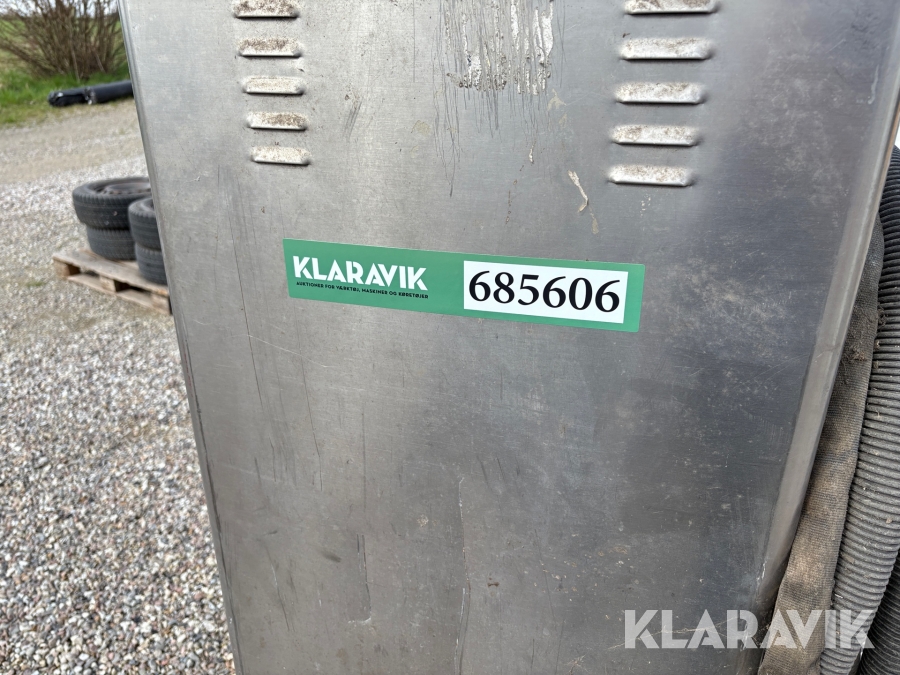 KLARAVIK
AUKTIONER FOR VÆRKTØJ, MASKINER OG KØRETØJER
685606
KLARAVIK